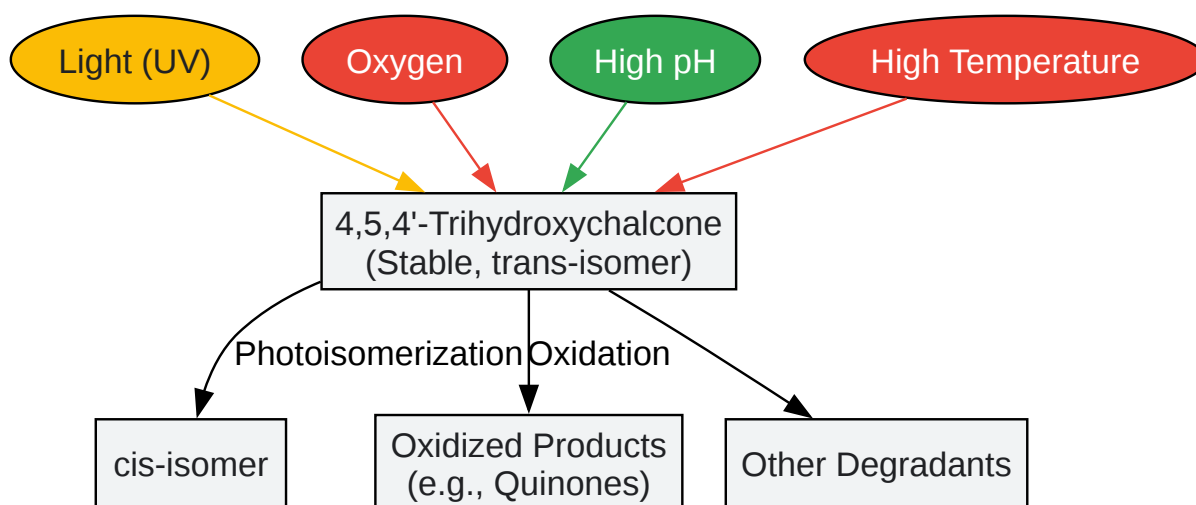 Light (UV)
Oxygen
High pH
High Temperature
4,5,4'-Trihydroxychalcone
(Stable, trans-isomer)
Photoisomerization
Oxidation
cis-isomer
Oxidized Products
(e.g., Quinones)
Other Degradants